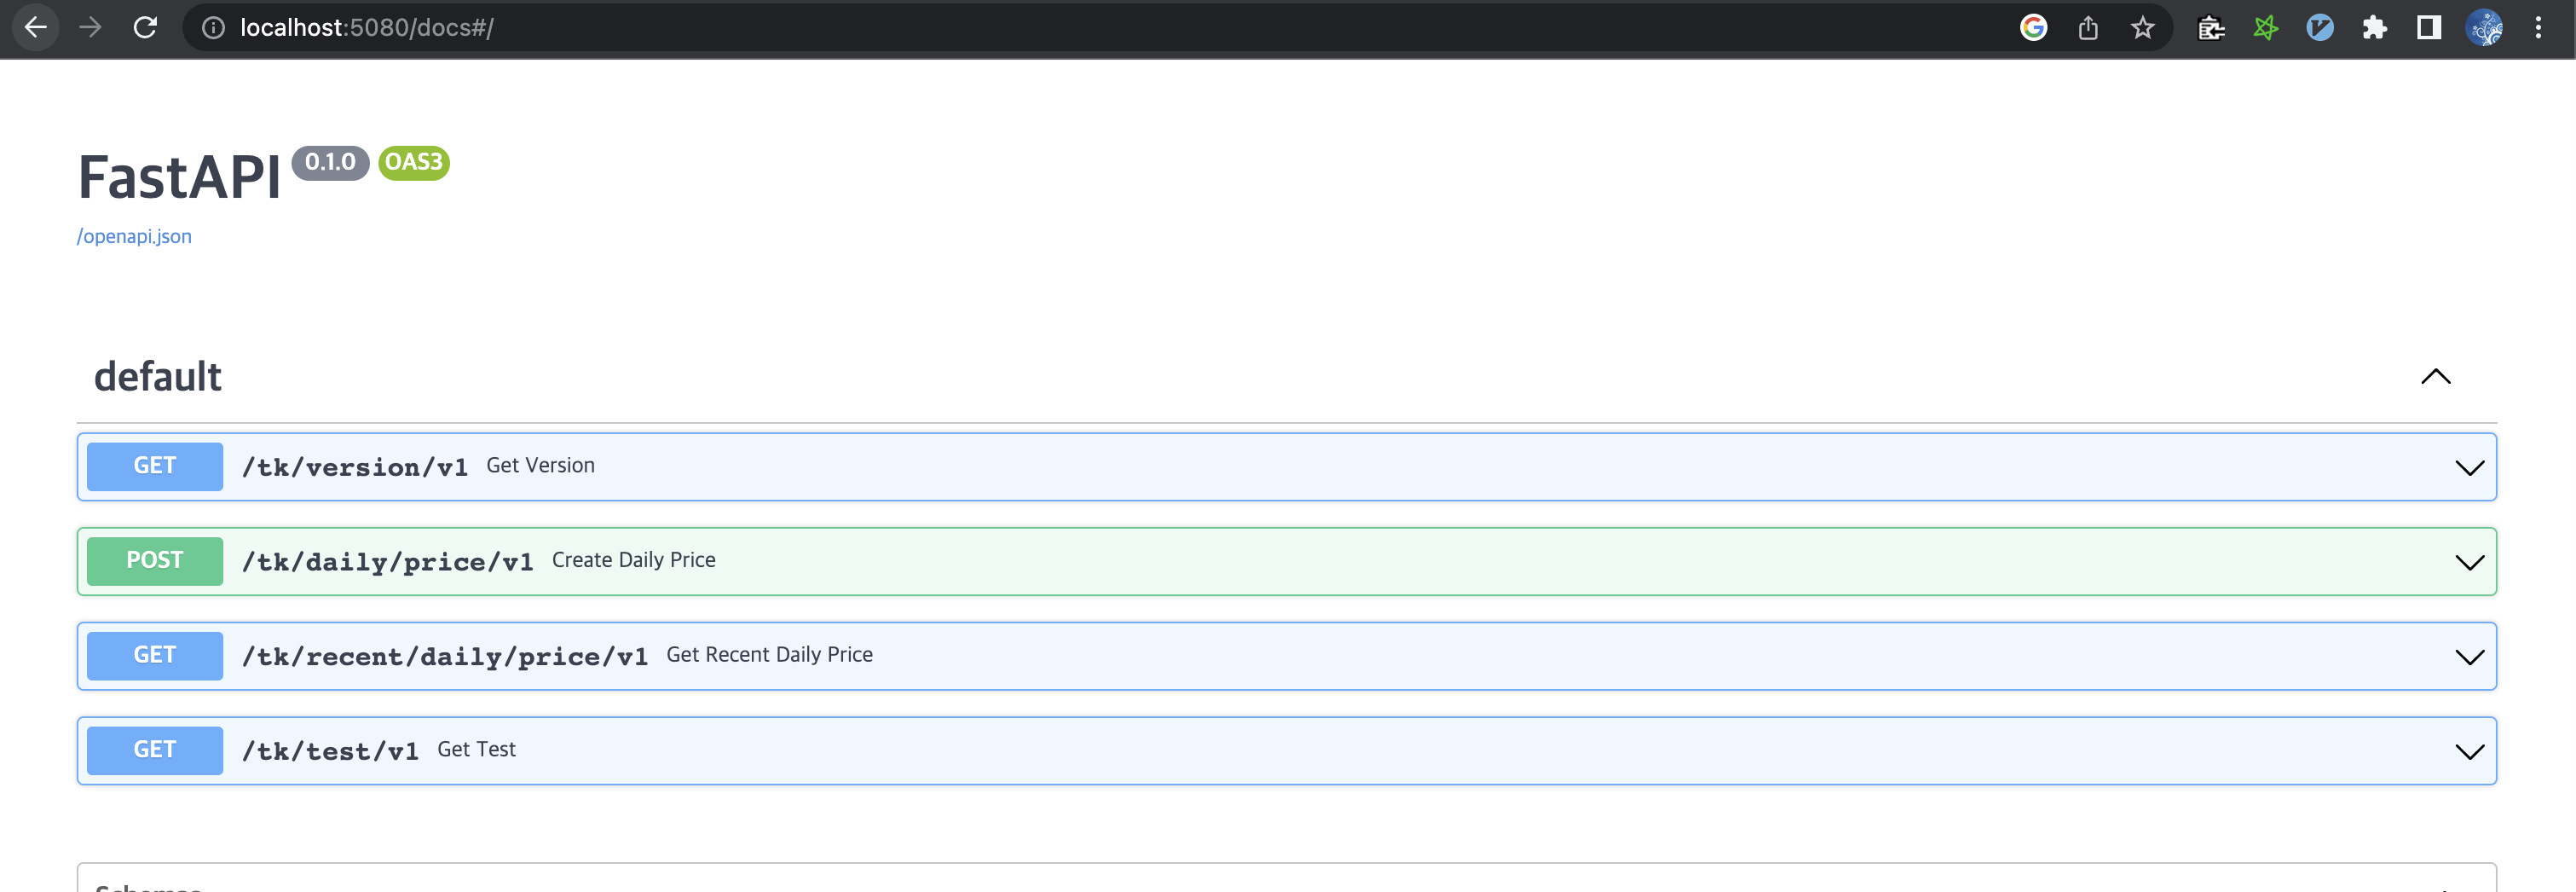 localhost:5080/docs#/
FastAPI 0.1.0 OAS3
/openapi.json
default
GET /tk/version/v1 Get Version
POST /tk/daily/price/v1 Create Daily Price
GET /tk/recent/daily/price/v1 Get Recent Daily Price
GET /tk/test/v1 Get Test
Schemas